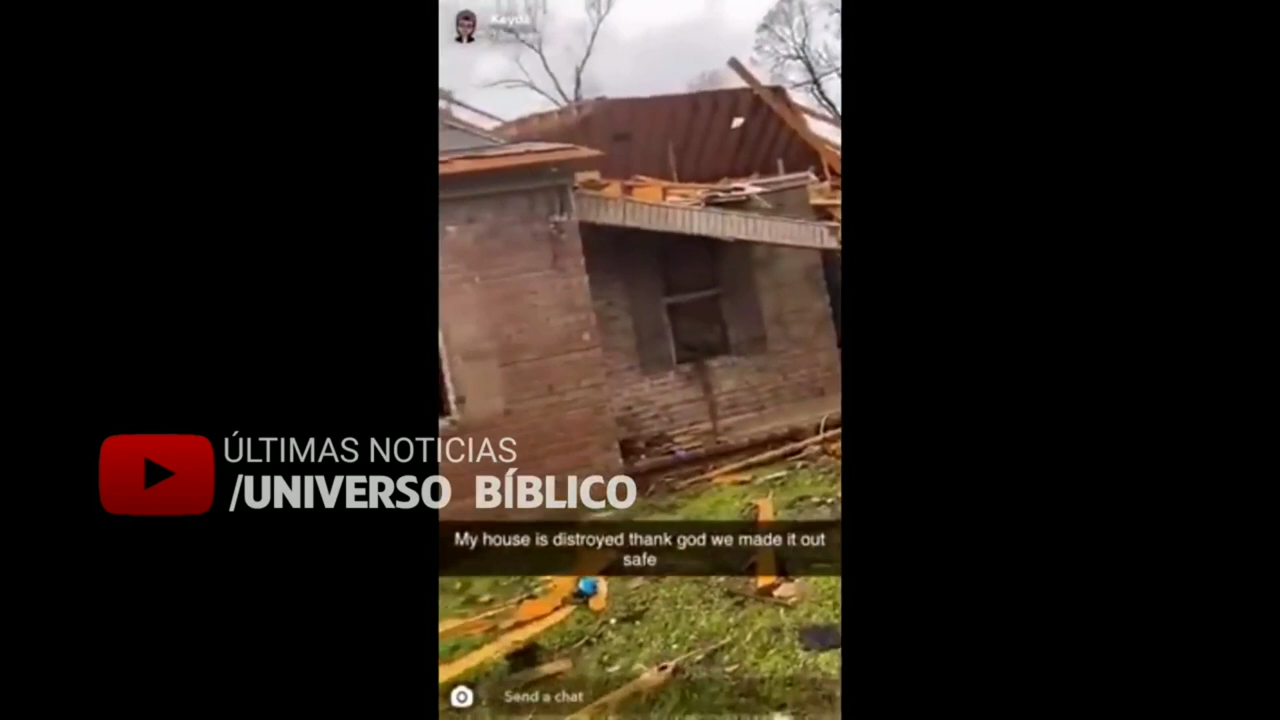 ÚLTIMAS NOTICIAS
/UNIVERSO BÍBLICO
My house is distroyed thank god we made it out
safe
Send a chat